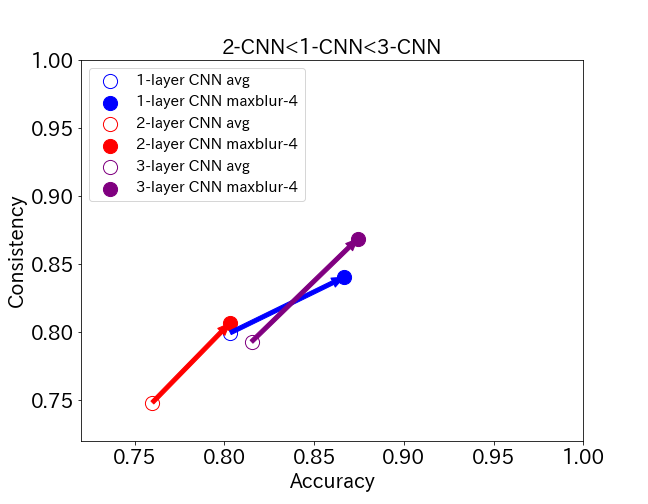 2-CNN<1-CNN<3-CNN
1-layer CNN avg
1-layer CNN maxblur-4
2-layer CNN avg
2-layer CNN maxblur-4
3-layer CNN avg
3-layer CNN maxblur-4
Consistency
1.00
0.95
0.90
0.85
0.80
0.75
0.75 0.80 0.85 0.90 0.95 1.00
Accuracy